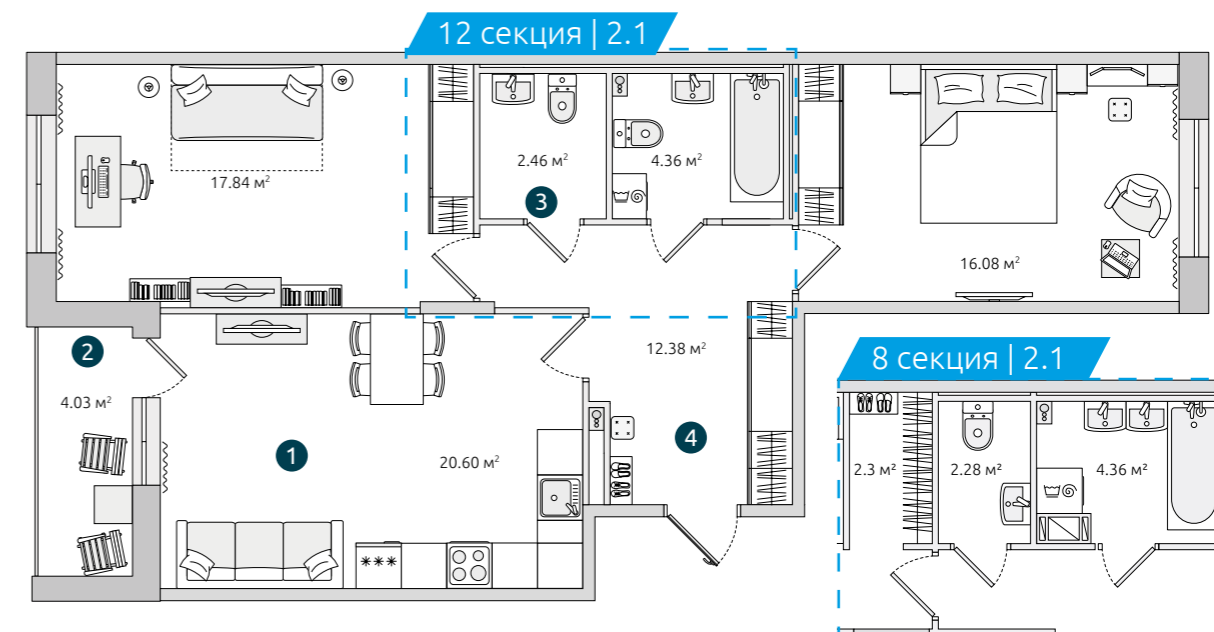 12 секция | 2.1
2.46 м²
4.36 м²
17.84 м²
3
16.08 м²
2
12.38 м²
8 секция | 2.1
4.03 м²
4
1
20.60 м²
2.3 м²
2.28 м²
4.36 м²
***